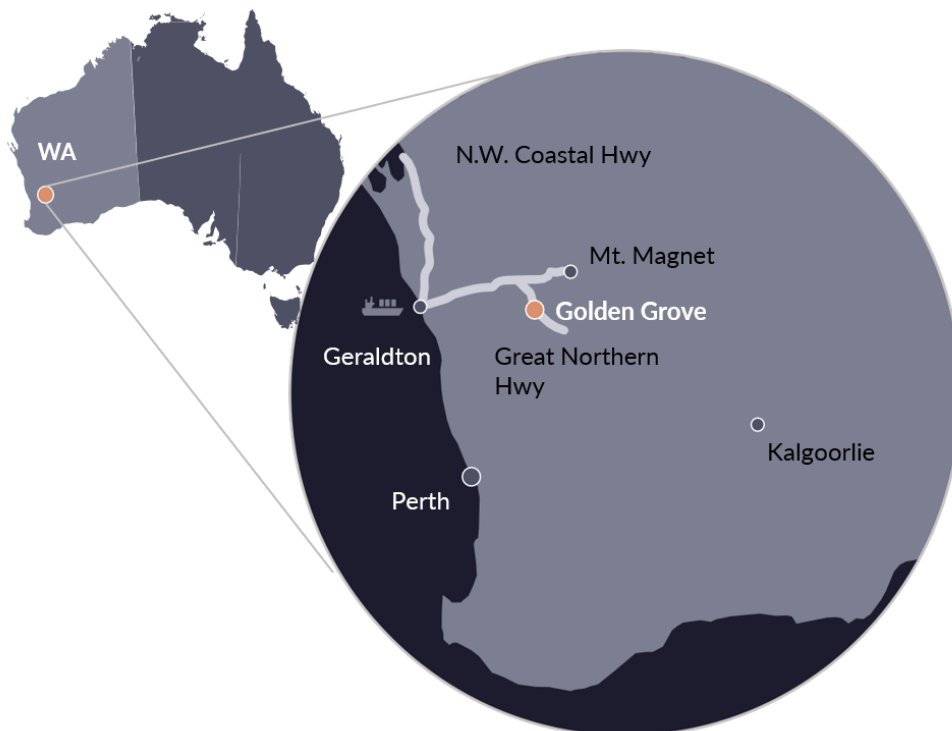 WA
N.W. Coastal Hwy
Mt. Magnet
Golden Grove
Geraldton
Great Northern
Hwy
Kalgoorlie
Perth